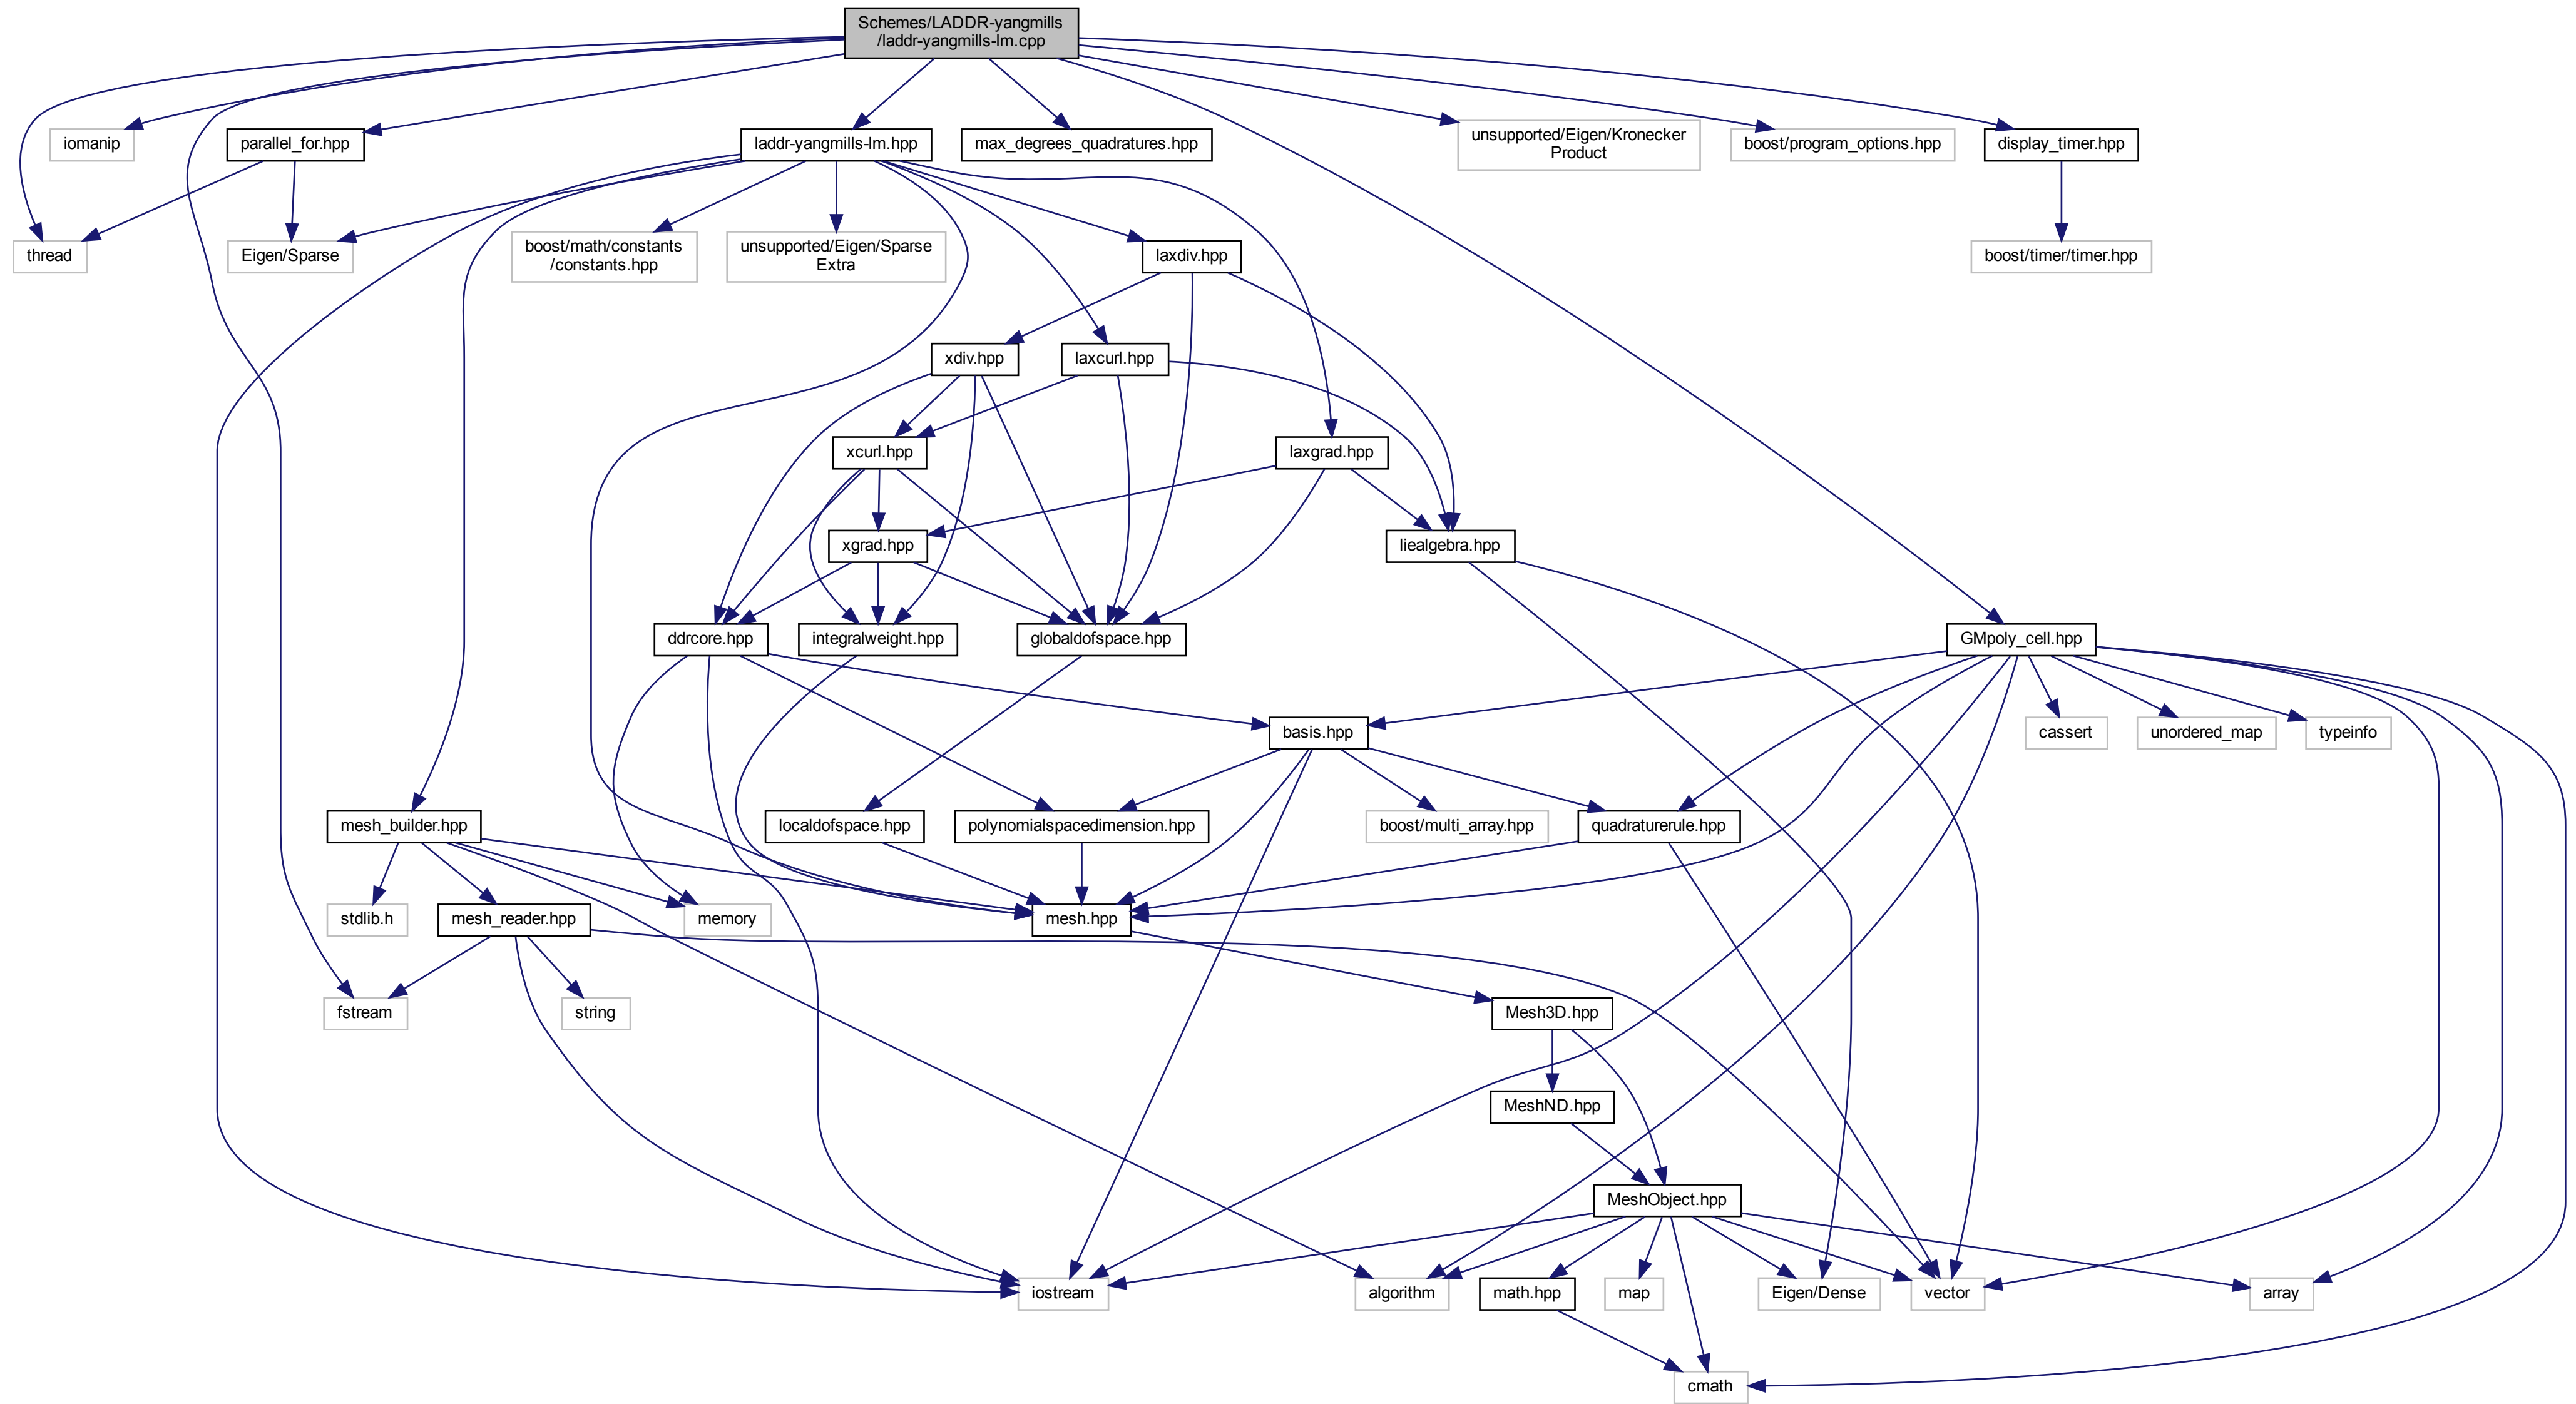 Schemes/LADDR-yangmills
/laddr-yangmills-lm.cpp
iomanip
parallel_for.hpp
laddr-yangmills-lm.hpp
max_degrees_quadratures.hpp
unsupported/Eigen/Kronecker
Product
boost/program_options.hpp
display_timer.hpp
thread
Eigen/Sparse
boost/math/constants
/constants.hpp
unsupported/Eigen/Sparse
Extra
laxdiv.hpp
boost/timer/timer.hpp
xdiv.hpp
laxcurl.hpp
xcurl.hpp
laxgrad.hpp
xgrad.hpp
liealgebra.hpp
ddrcore.hpp
integralweight.hpp
globaldofspace.hpp
GMpoly_cell.hpp
basis.hpp
cassert
unordered_map
typeinfo
mesh_builder.hpp
localdofspace.hpp
polynomialspacedimension.hpp
boost/multi_array.hpp
quadraturerule.hpp
stdlib.h
mesh_reader.hpp
memory
mesh.hpp
fstream
string
Mesh3D.hpp
MeshND.hpp
MeshObject.hpp
iostream
algorithm
math.hpp
map
Eigen/Dense
vector
array
cmath